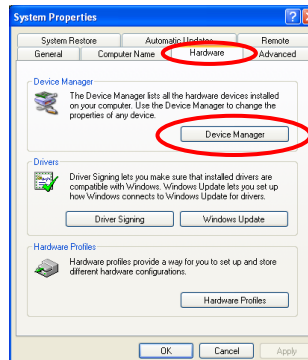 System Properties
System Restore Automatic Updates Remote
General Computer Name Hardware Advanced
Device Manager
The Device Manager lists all the hardware devices installed
on your computer. Use the Device Manager to change the
properties of any device.
Device Manager
Drivers
Driver Signing lets you make sure that installed drivers are
compatible with Windows. Windows Update lets you set up
how Windows connects to Windows Update for drivers.
Driver Signing Windows Update
Hardware Profiles
Hardware profiles provide a way for you to set up and store
different hardware configurations.
Hardware Profiles
OK Cancel Apply